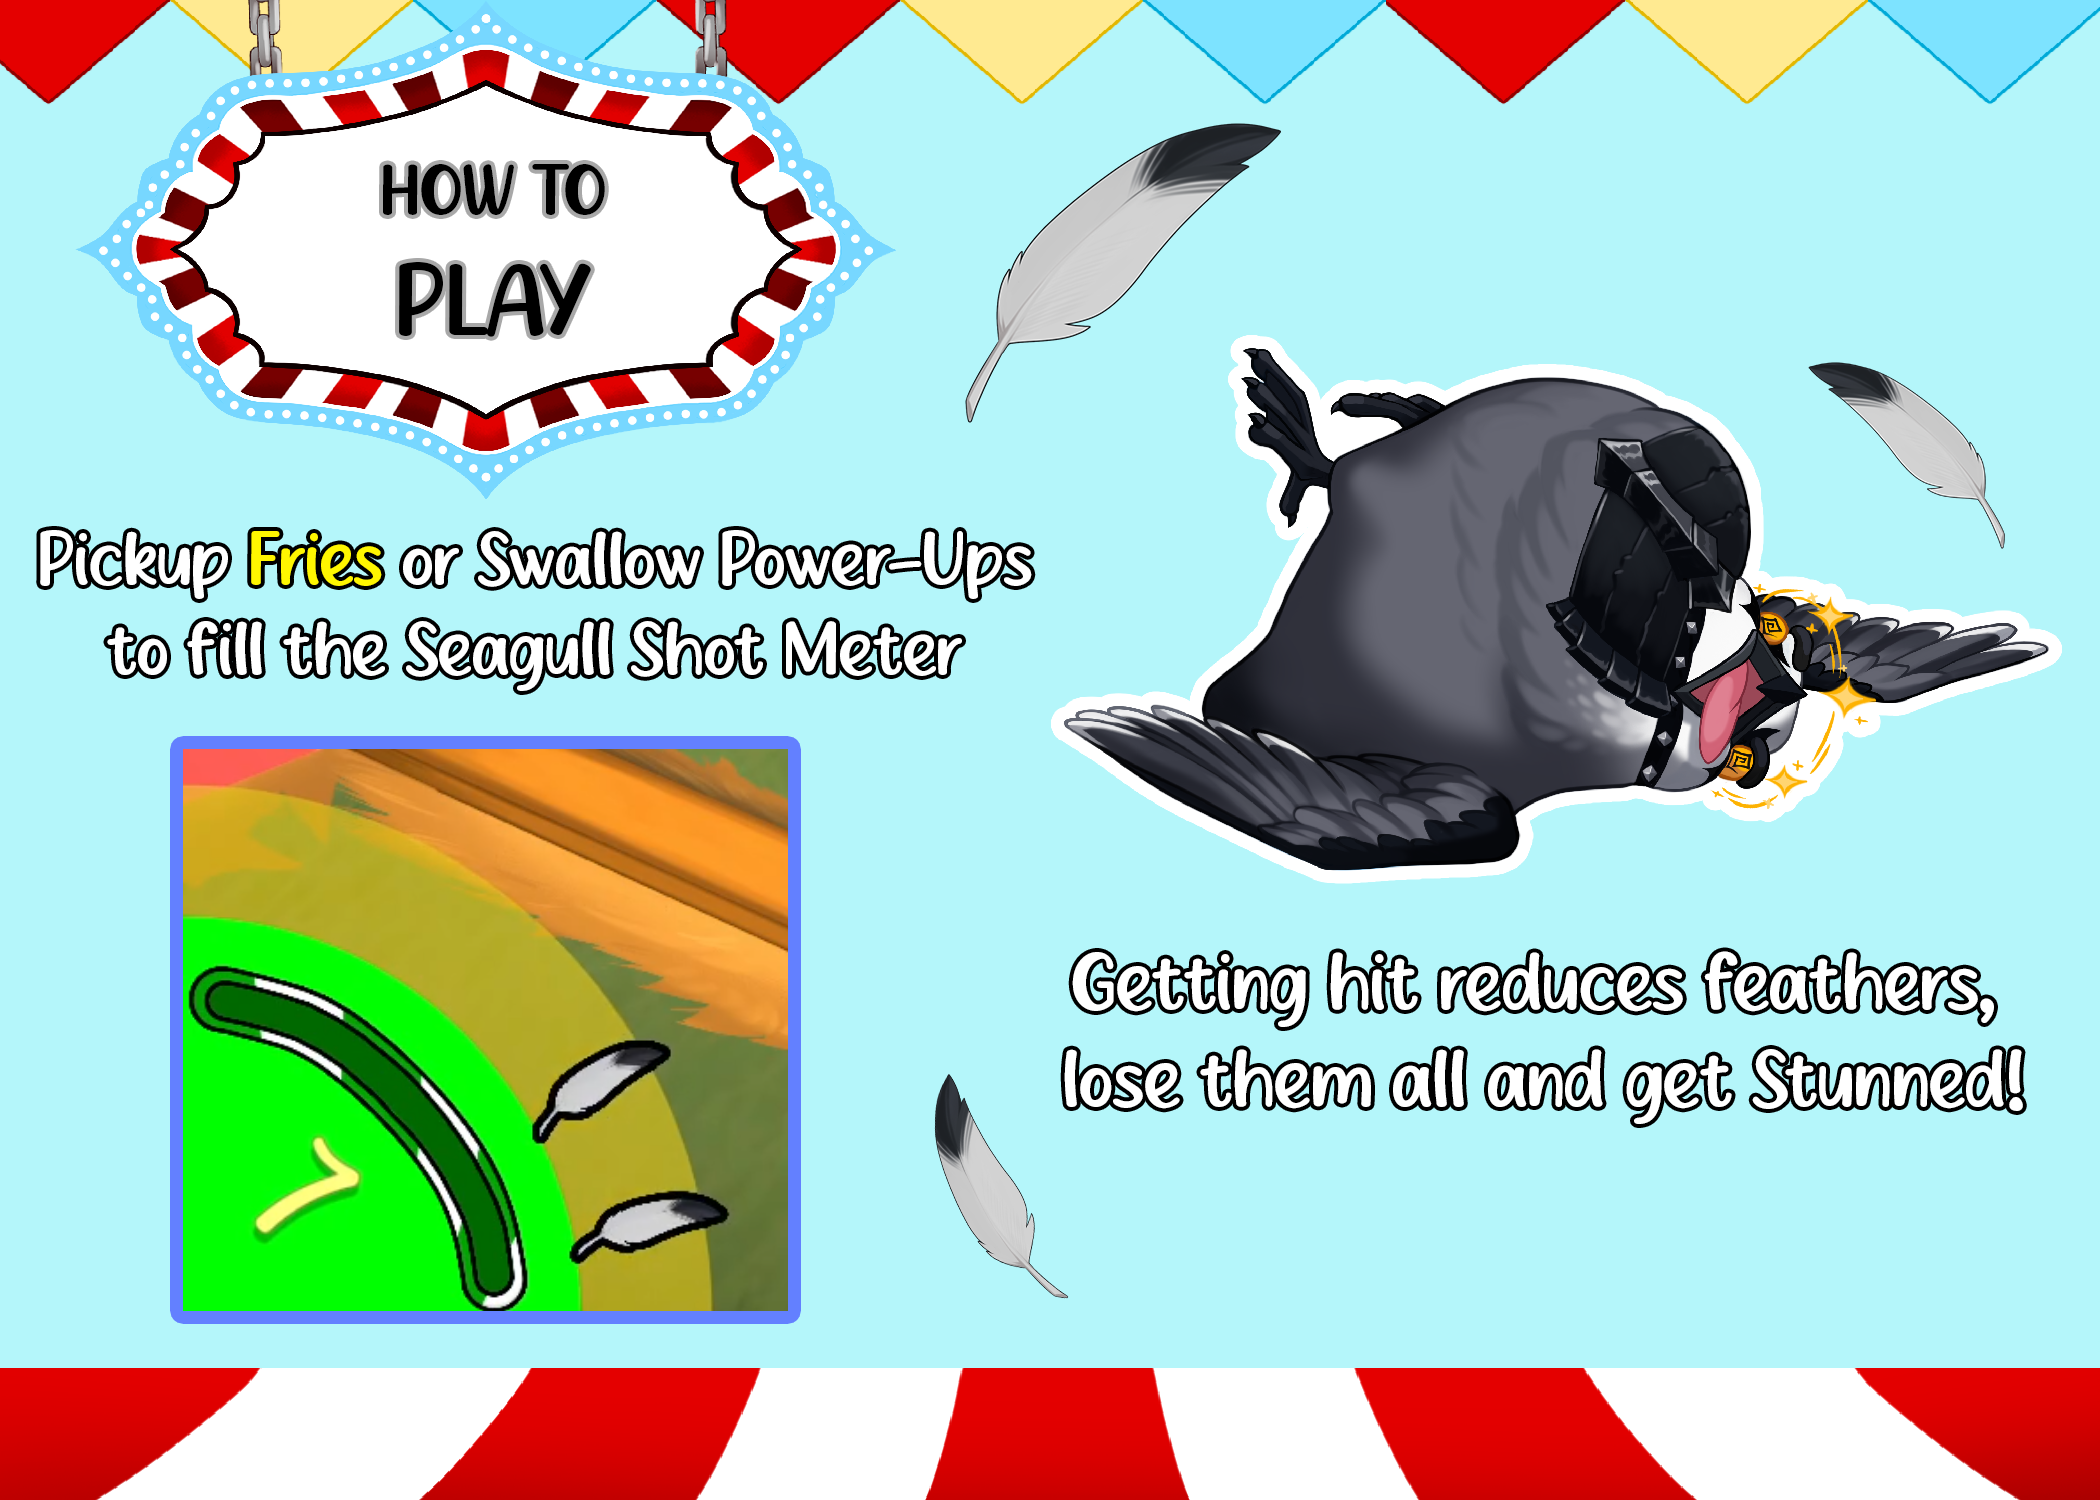 HOW TO
PLAY
Pickup Fries or Swallow Power-Ups
to fill the Seagull Shot Meter
Getting hit reduces feathers,
lose them all and get Stunned!